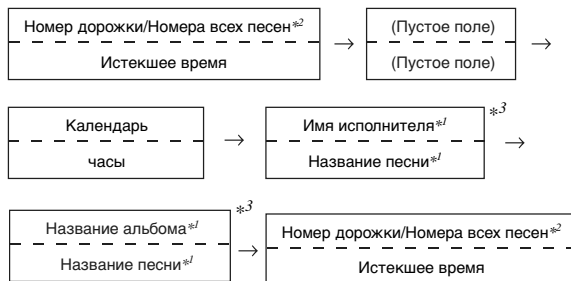 Номер дорожки/Номера всех песен*2
Истекшее время
→
(Пустое поле)
(Пустое поле)
→
Календарь
часы
→
Имя исполнителя*1
Название песни*1
*3
→
Название альбома*1
Название песни*1
*3
→
Номер дорожки/Номера всех песен*2
Истекшее время